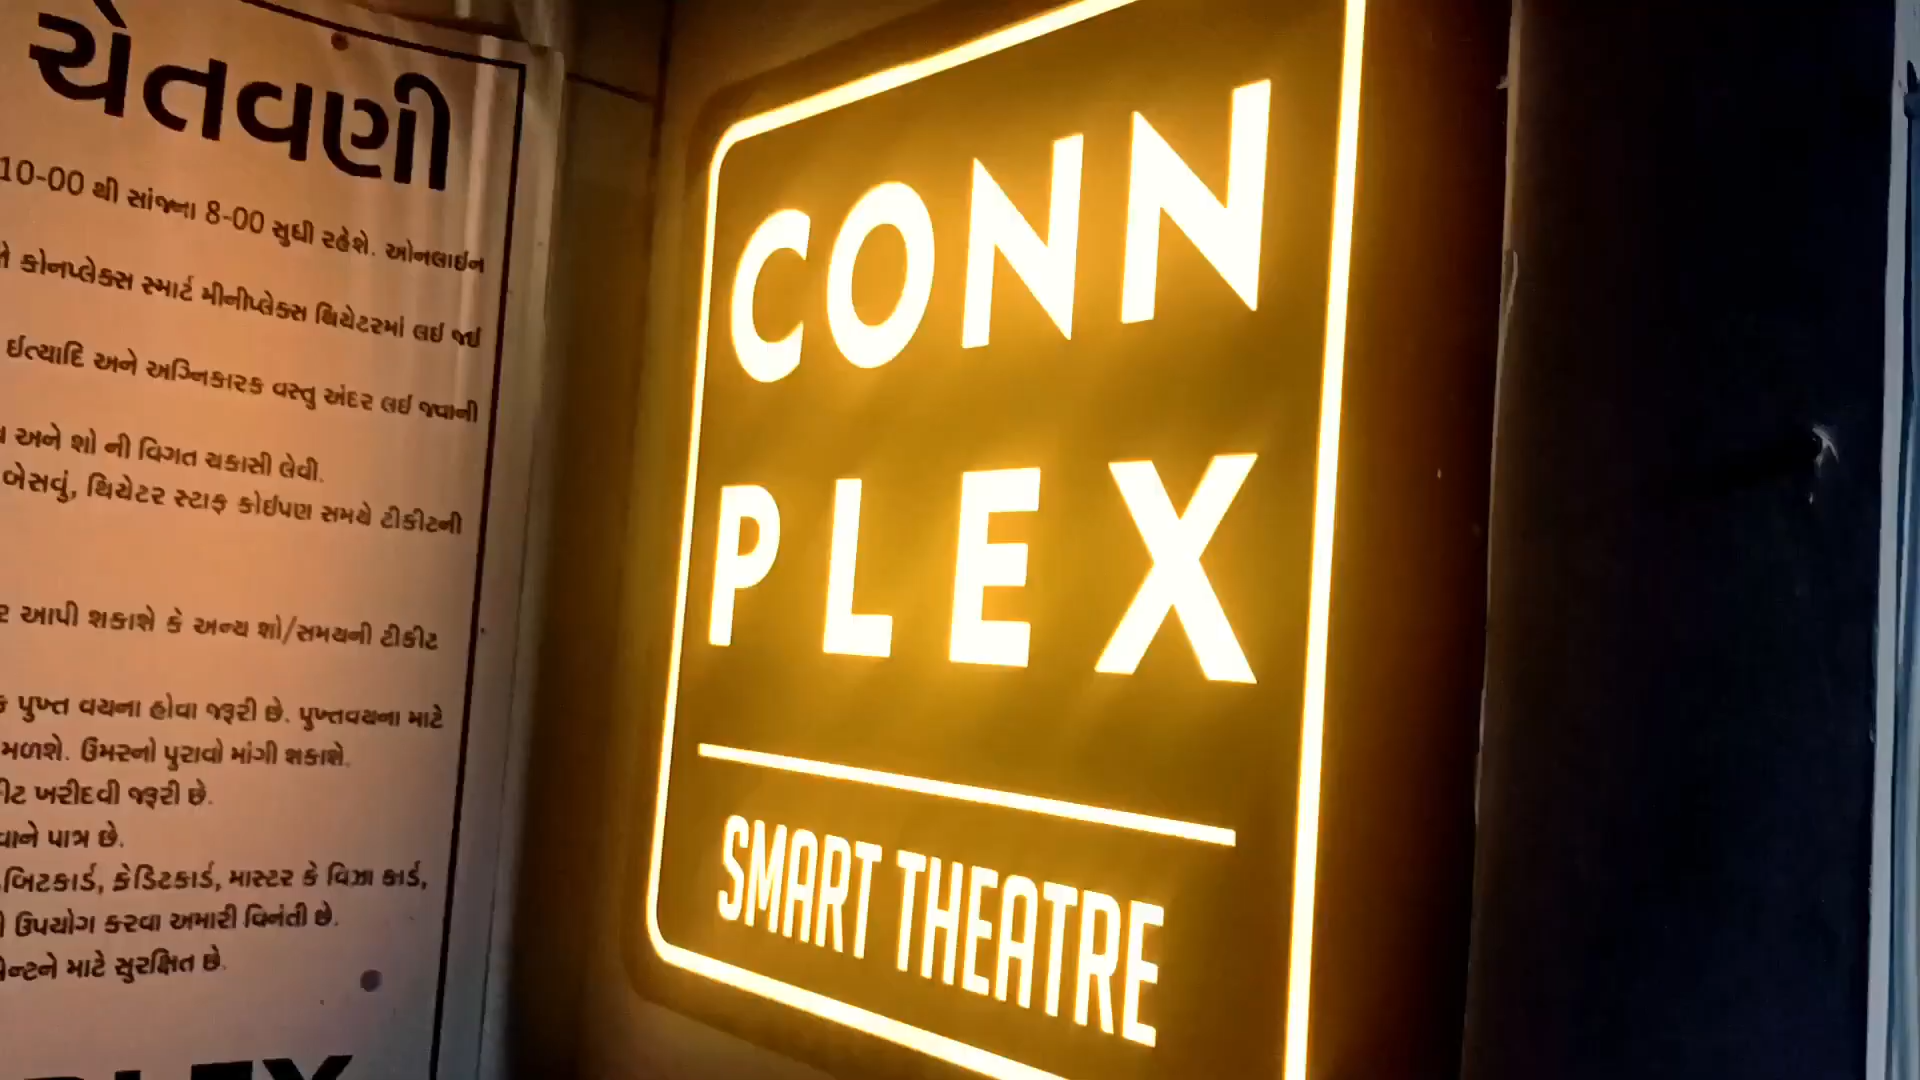 ચેતવણી
10-00 થી સાંજના 8-00 સુધી રહેશે. ઓનલાઈન
કોનપ્લેક્સ સ્માર્ટ મીનીપ્લેક્સ થિયેટરમાં લઈ જઈ
ઈત્યાદિ અને અગ્નિકારક વસ્તુ અંદર લઈ જવાની
અને શો ની વિગત ચકાસી લેવી.
બેસવું, થિયેટર સ્ટાફ કોઈપણ સમયે ટીકીટની
આપી શકાશે કે અન્ય શો/સમયની ટીકીટ
પુખ્ત વયના હોવા જરૂરી છે. પુખ્તવયના માટે
મળશે. ઉંમરનો પુરાવો માંગી શકાશે.
ખરીદવી જરૂરી છે.
પાત્ર છે.
ક્રેડિટકાર્ડ, માસ્ટર કે વિઝા કાર્ડ,
ઉપયોગ કરવા અમારી વિનંતી છે.
માટે સુરક્ષિત છે.
CONN
PLEX
SMART THEATRE